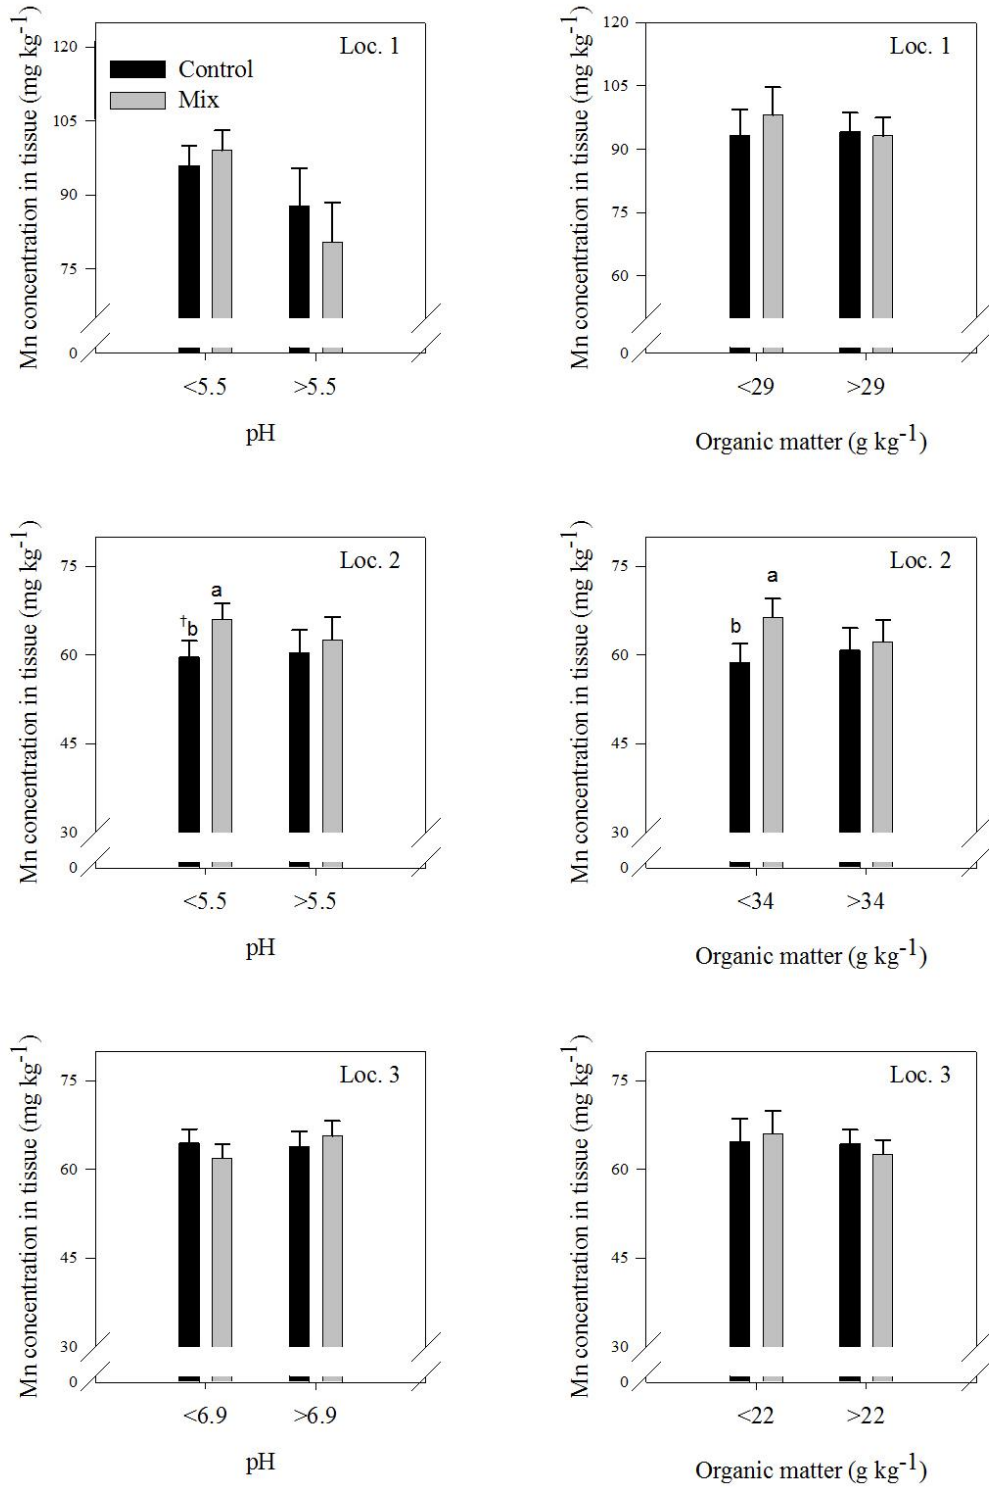 Mn concentration in tissue (mg kg⁻¹)
Loc. 1
Control
Mix
120
105
90
75
0
<5.5 >5.5
pH
Mn concentration in tissue (mg kg⁻¹)
Loc. 1
120
105
90
75
60
0
<29 >29
Organic matter (g kg⁻¹)
Mn concentration in tissue (mg kg⁻¹)
Loc. 2
75
60
45
30
0
†b
a
<5.5 >5.5
pH
Mn concentration in tissue (mg kg⁻¹)
Loc. 2
75
60
45
30
0
b
a
<34 >34
Organic matter (g kg⁻¹)
Mn concentration in tissue (mg kg⁻¹)
Loc. 3
75
60
45
30
0
<6.9 >6.9
pH
Mn concentration in tissue (mg kg⁻¹)
Loc. 3
75
60
45
30
0
<22 >22
Organic matter (g kg⁻¹)